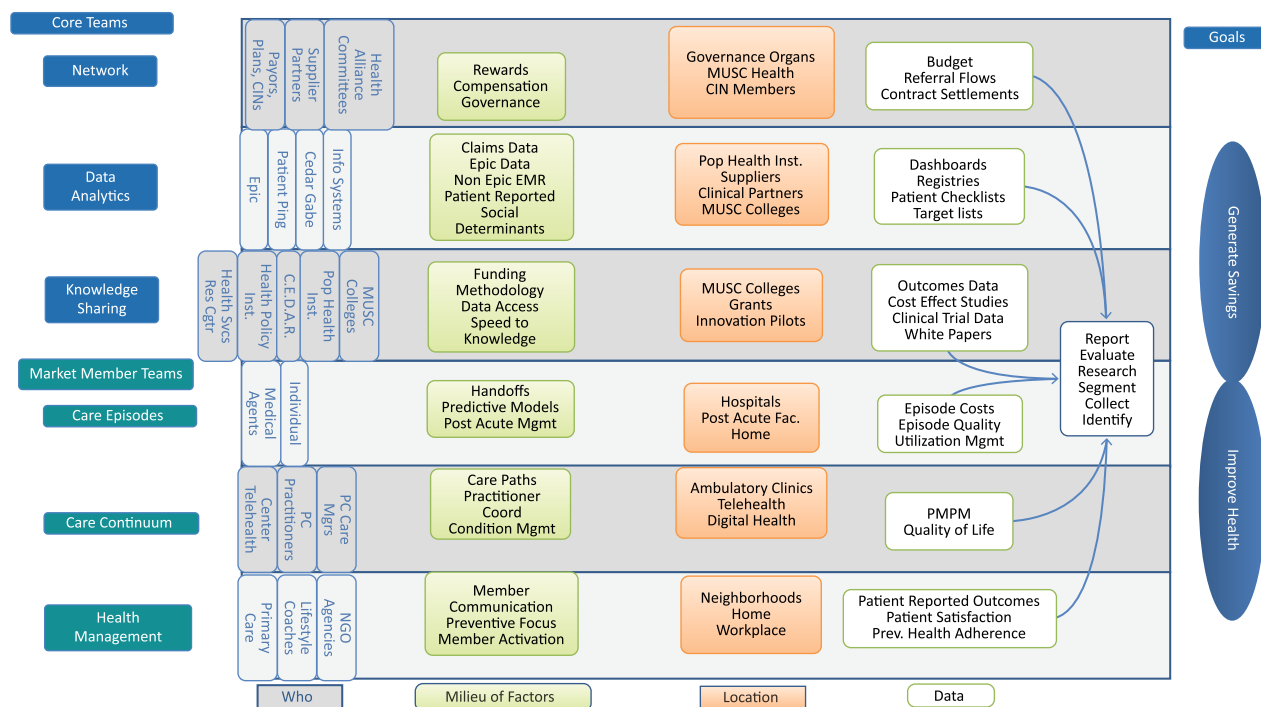 Core Teams
Network
Payors,
Plans, CINs
Supplier
Partners
Health
Alliance
Committees
Rewards
Compensation
Governance
Governance Organs
MUSC Health
CIN Members
Budget
Referral Flows
Contract Settlements
Goals
Data
Analytics
Epic
Patient Ping
Cedar Gabe
Info Systems
Claims Data
Epic Data
Non Epic EMR
Patient Reported
Social
Determinants
Pop Health Inst.
Suppliers
Clinical Partners
MUSC Colleges
Dashboards
Registries
Patient Checklists
Target lists
Generate Savings
Knowledge
Sharing
Health Svcs
Res Cgtr
Health Policy
Inst.
C.E.D.A.R.
Pop Health
Inst.
MUSC
Colleges
Funding
Methodology
Data Access
Speed to
Knowledge
MUSC Colleges
Grants
Innovation Pilots
Outcomes Data
Cost Effect Studies
Clinical Trial Data
White Papers
Report
Evaluate
Research
Segment
Collect
Identify
Market Member Teams
Care Episodes
Medical
Agents
Individual
Handoffs
Predictive Models
Post Acute Mgmt
Hospitals
Post Acute Fac.
Home
Episode Costs
Episode Quality
Utilization Mgmt
Improve Health
Care Continuum
Center
Telehealth
PC
Practitioners
PC Care
Mgrs
Care Paths
Practitioner
Coord
Condition Mgmt
Ambulatory Clinics
Telehealth
Digital Health
PMPM
Quality of Life
Health
Management
Primary
Care
Lifestyle
Coaches
NGO
Agencies
Member
Communication
Preventive Focus
Member Activation
Neighborhoods
Home
Workplace
Patient Reported Outcomes
Patient Satisfaction
Prev. Health Adherence
Who
Milieu of Factors
Location
Data